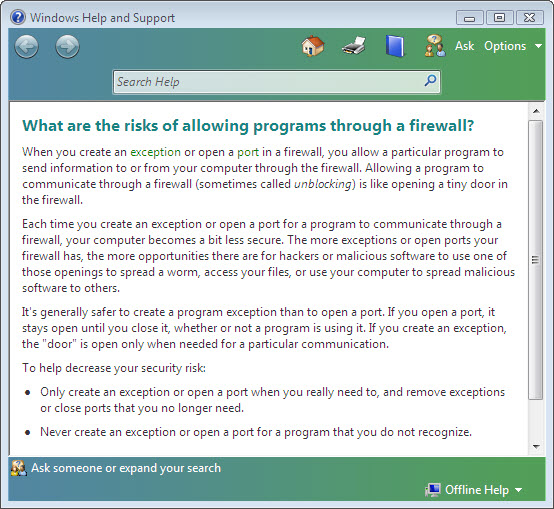 Windows Help and Support
Ask Options
Search Help
What are the risks of allowing programs through a firewall?
When you create an exception or open a port in a firewall, you allow a particular program to
send information to or from your computer through the firewall. Allowing a program to
communicate through a firewall (sometimes called unblocking) is like opening a tiny door in
the firewall.
Each time you create an exception or open a port for a program to communicate through a
firewall, your computer becomes a bit less secure. The more exceptions or open ports your
firewall has, the more opportunities there are for hackers or malicious software to use one of
those openings to spread a worm, access your files, or use your computer to spread malicious
software to others.
It's generally safer to create a program exception than to open a port. If you open a port, it
stays open until you close it, whether or not a program is using it. If you create an exception,
the "door" is open only when needed for a particular communication.
To help decrease your security risk:
• Only create an exception or open a port when you really need to, and remove exceptions
or close ports that you no longer need.
• Never create an exception or open a port for a program that you do not recognize.
Ask someone or expand your search
Offline Help